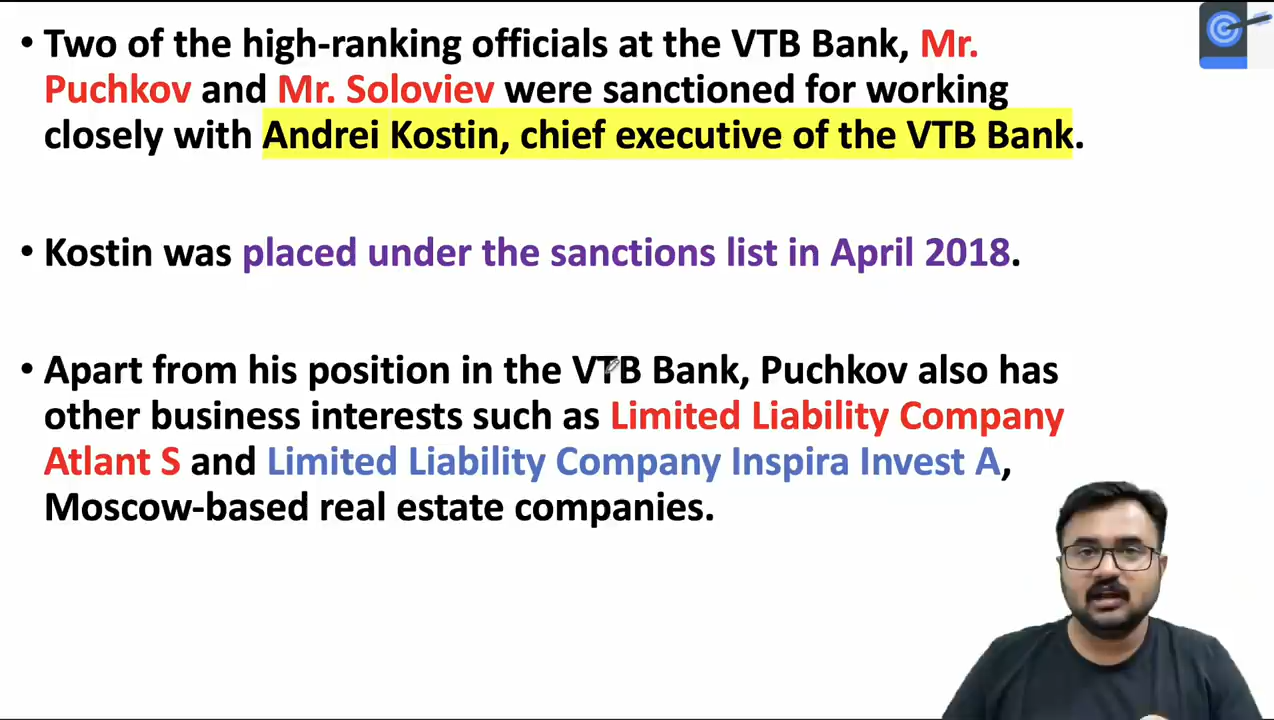 • Two of the high-ranking officials at the VTB Bank, Mr.
Puchkov and Mr. Soloviev were sanctioned for working
closely with Andrei Kostin, chief executive of the VTB Bank.
• Kostin was placed under the sanctions list in April 2018.
• Apart from his position in the VTB Bank, Puchkov also has
other business interests such as Limited Liability Company
Atlant S and Limited Liability Company Inspira Invest A,
Moscow-based real estate companies.